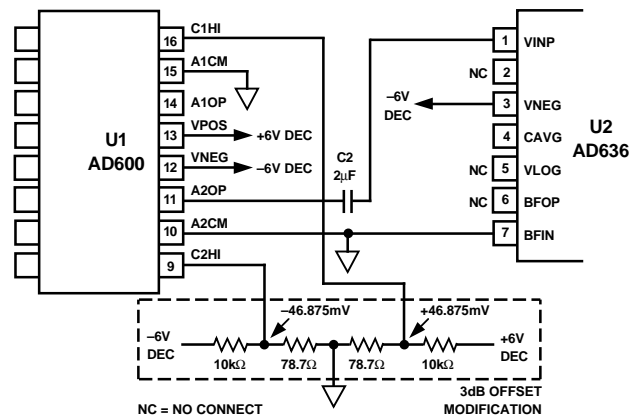 16 C1HI
15 A1CM
14 A1OP
13 VPOS
+6V DEC
12 VNEG
–6V DEC
11 A2OP
10 A2CM
9 C2HI
U1
AD600
C2
2µF
1 VINP
NC 2
–6V
DEC
3 VNEG
4 CAVG
NC 5 VLOG
NC 6 BFOP
7 BFIN
U2
AD636
–46.875mV
+46.875mV
–6V
DEC
10kΩ
78.7Ω
78.7Ω
10kΩ
+6V
DEC
NC = NO CONNECT
3dB OFFSET
MODIFICATION